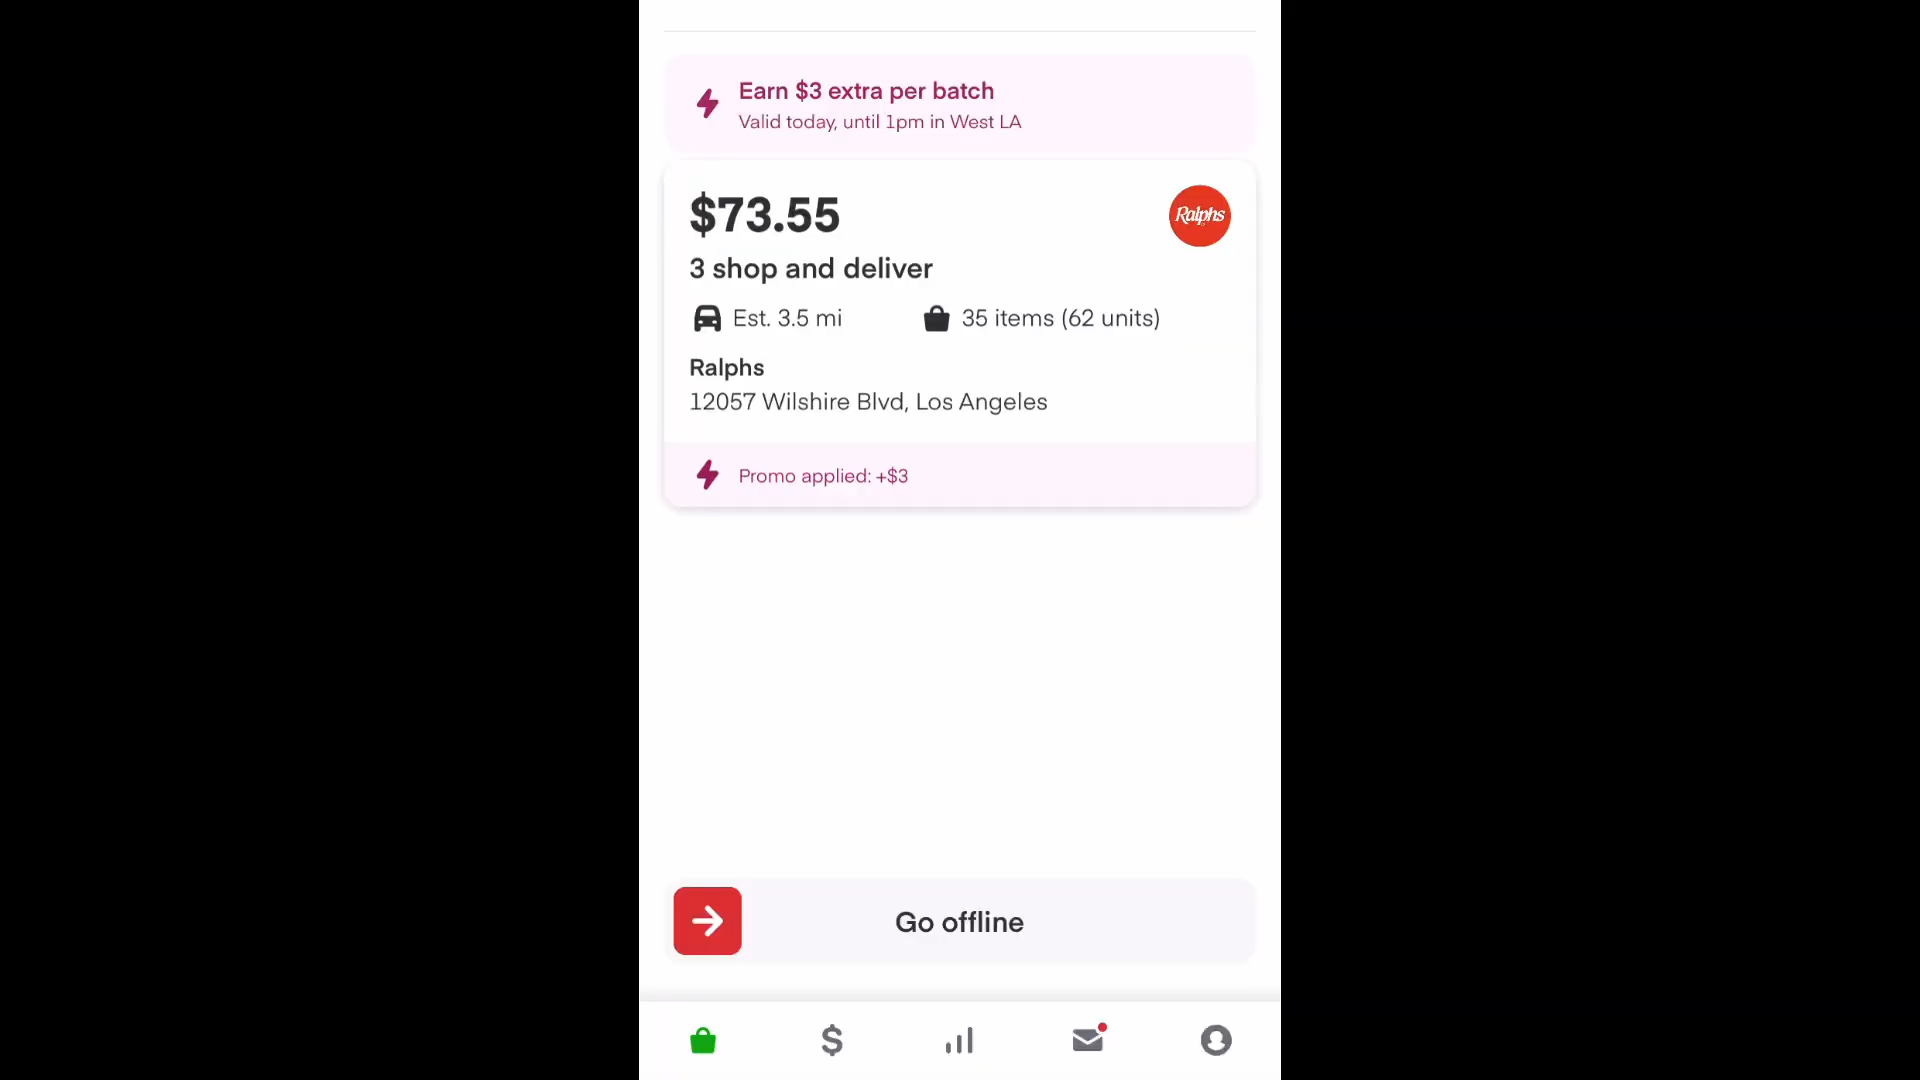 Earn $3 extra per batch
Valid today, until 1pm in West LA
$73.55
Ralphs
3 shop and deliver
Est. 3.5 mi
35 items (62 units)
Ralphs
12057 Wilshire Blvd, Los Angeles
Promo applied: +$3
Go offline